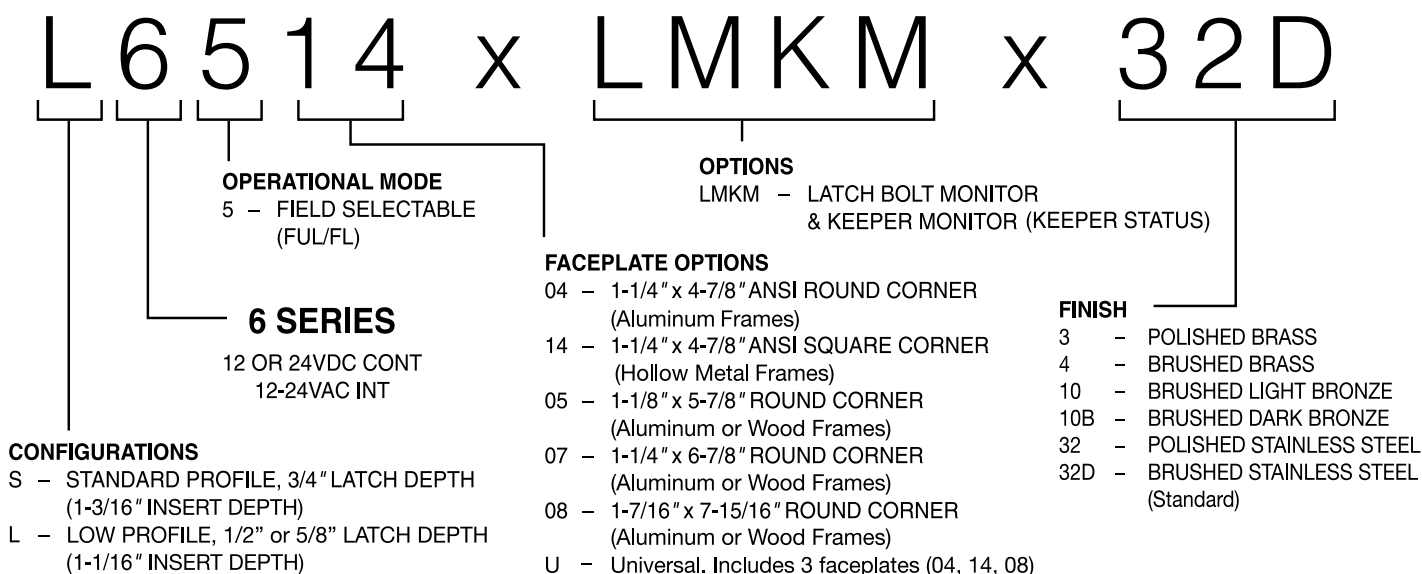 L 6 5 1 4 x L M K M x 3 2 D
OPERATIONAL MODE
5 – FIELD SELECTABLE
(FUL/FL)
6 SERIES
12 OR 24VDC CONT
12-24VAC INT
CONFIGURATIONS
S – STANDARD PROFILE, 3/4" LATCH DEPTH
(1-3/16" INSERT DEPTH)
L – LOW PROFILE, 1/2” or 5/8” LATCH DEPTH
(1-1/16" INSERT DEPTH)
OPTIONS
LMKM – LATCH BOLT MONITOR
& KEEPER MONITOR (KEEPER STATUS)
FACEPLATE OPTIONS
04 – 1-1/4" x 4-7/8" ANSI ROUND CORNER
(Aluminum Frames)
14 – 1-1/4" x 4-7/8" ANSI SQUARE CORNER
(Hollow Metal Frames)
05 – 1-1/8" x 5-7/8" ROUND CORNER
(Aluminum or Wood Frames)
07 – 1-1/4" x 6-7/8" ROUND CORNER
(Aluminum or Wood Frames)
08 – 1-7/16" x 7-15/16" ROUND CORNER
(Aluminum or Wood Frames)
U – Universal. Includes 3 faceplates (04, 14, 08)
FINISH
3 – POLISHED BRASS
4 – BRUSHED BRASS
10 – BRUSHED LIGHT BRONZE
10B – BRUSHED DARK BRONZE
32 – POLISHED STAINLESS STEEL
32D – BRUSHED STAINLESS STEEL
(Standard)